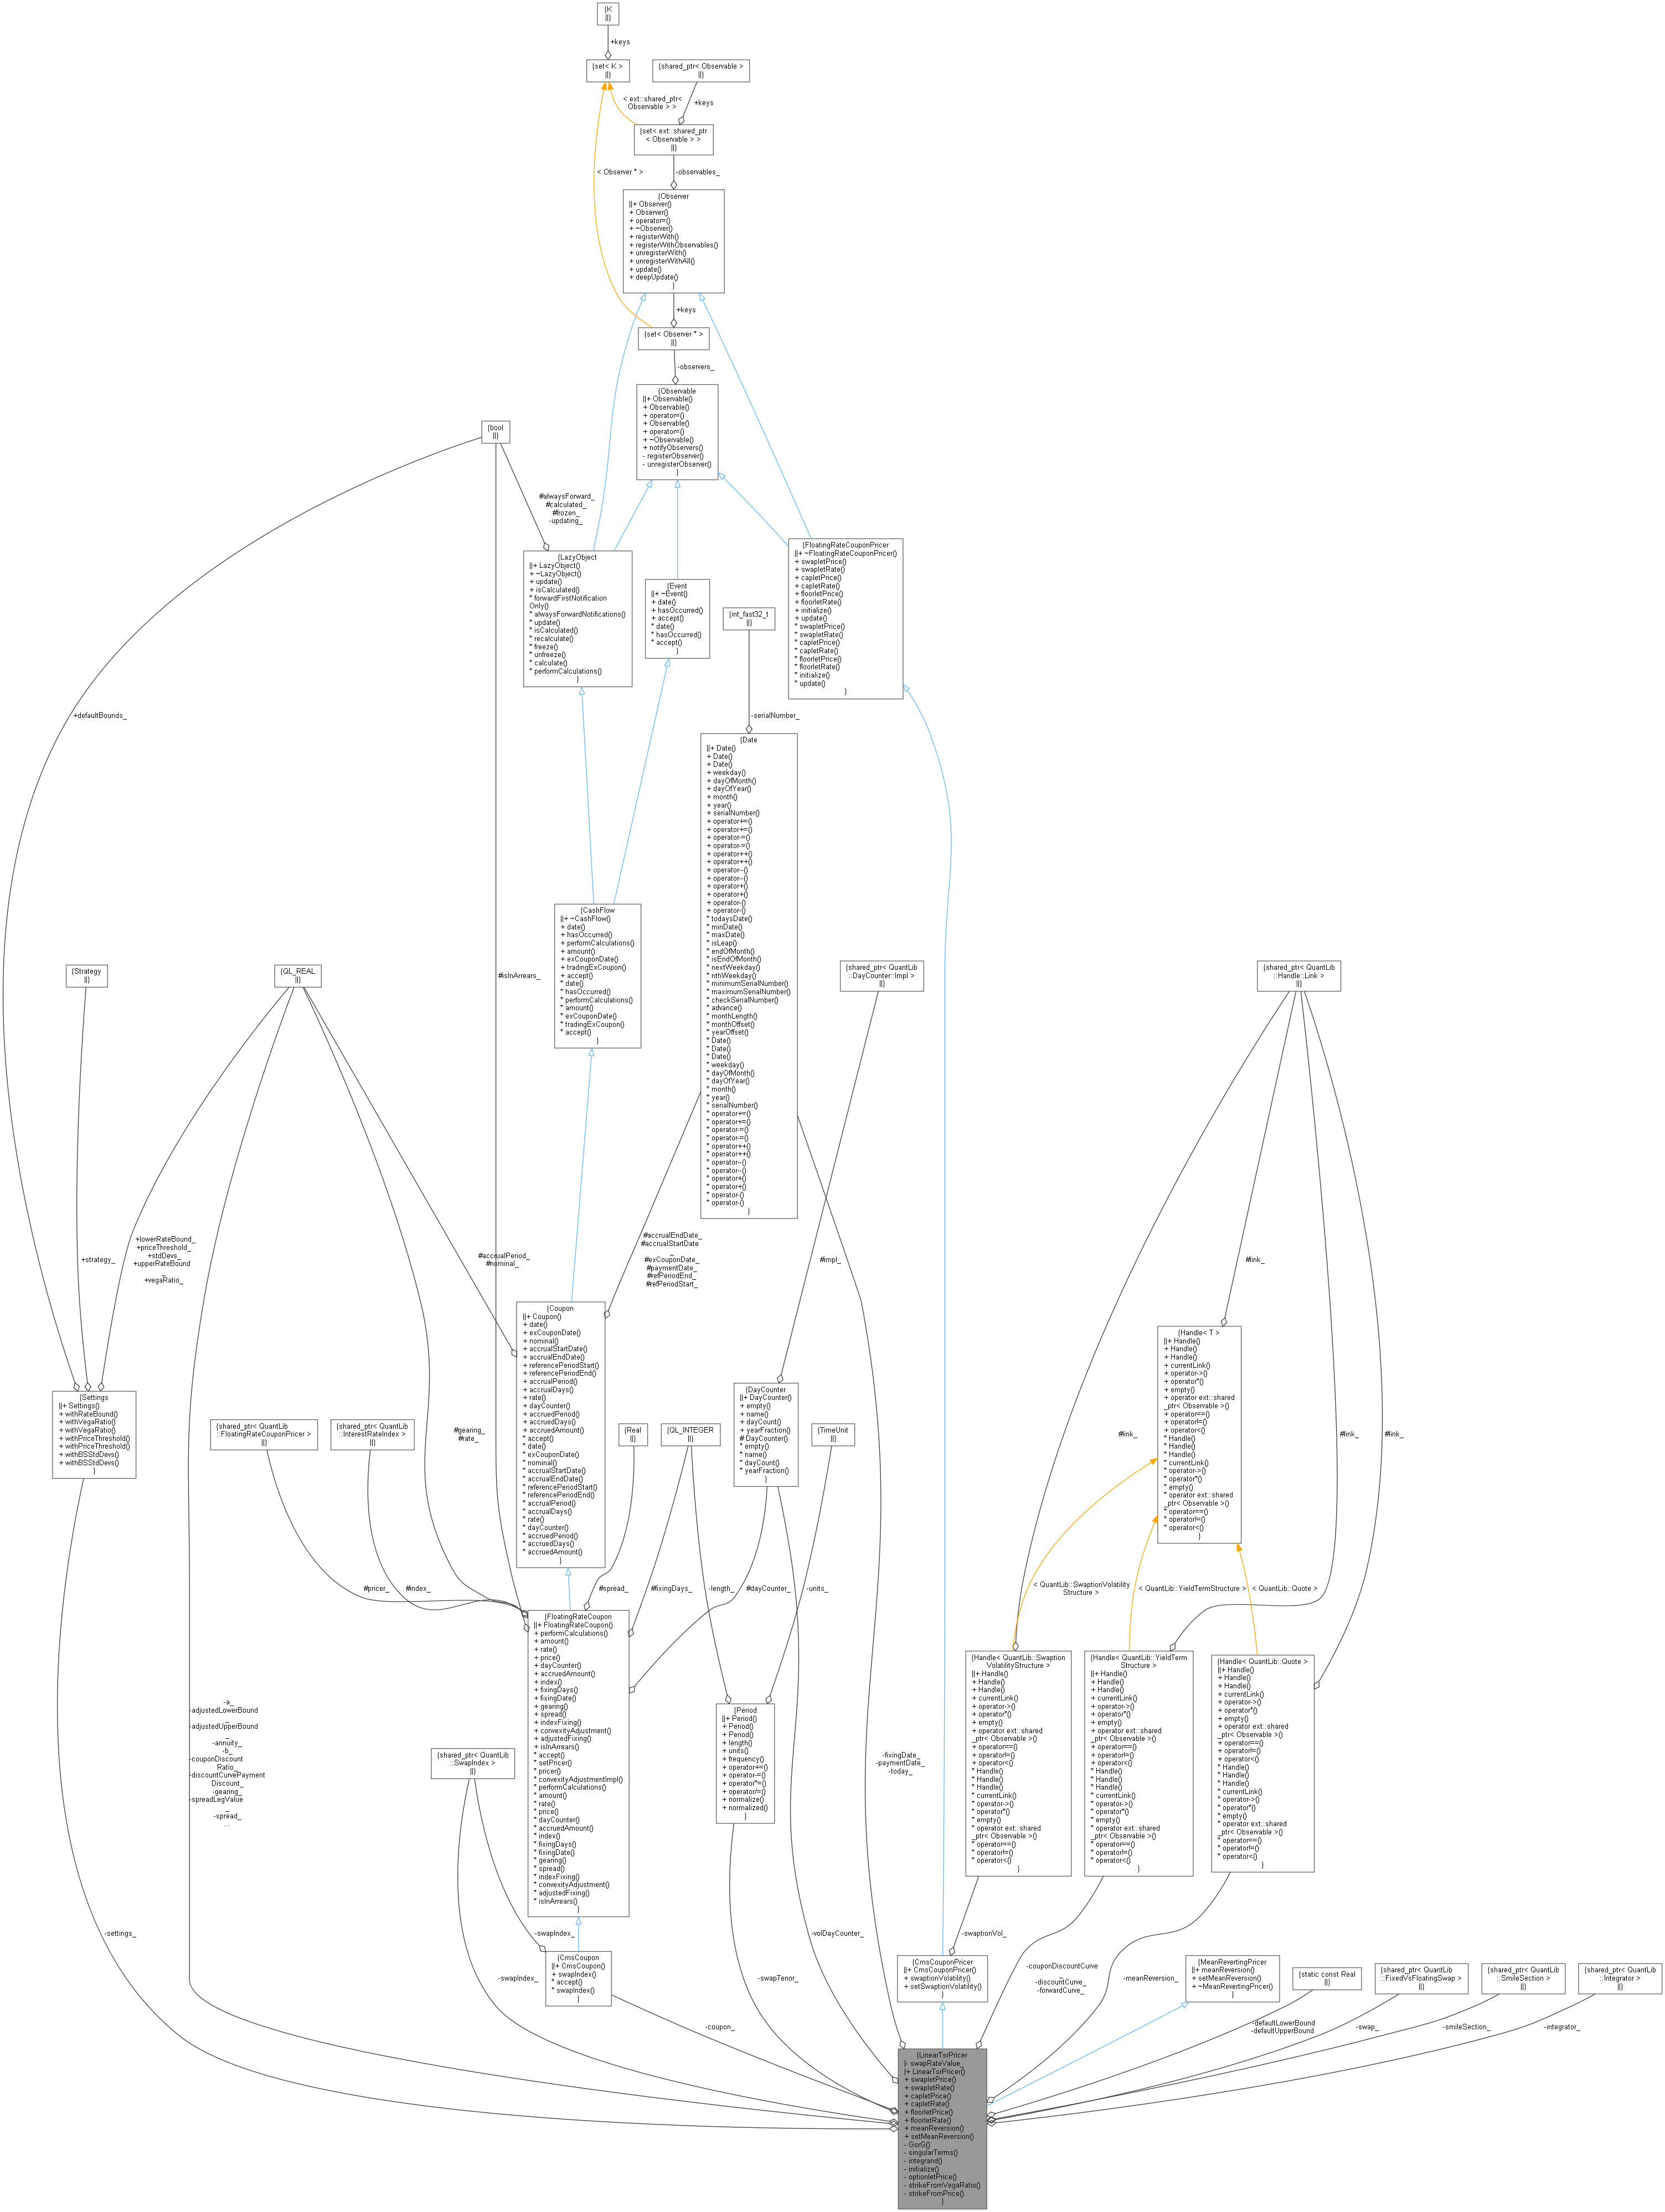 {K
||}
+keys
{set< K >
||}
{shared_ptr< Observable >
||}
< ext::shared_ptr<
Observable > >
+keys
{set< ext::shared_ptr
< Observable > >
||}
< Observer * >
-observables_
{Observer
||+ Observer()
+ Observer()
+ operator=()
+ ~Observer()
+ registerWith()
+ registerWithObservables()
+ unregisterWith()
+ unregisterWithAll()
+ update()
+ deepUpdate()
}
+keys
{set< Observer * >
||}
-observers_
{Observable
||+ Observable()
+ Observable()
+ operator=()
+ Observable()
+ operator=()
+ ~Observable()
+ notifyObservers()
- registerObserver()
- unregisterObserver()
}
{bool
||}
#alwaysForward_
#calculated_
#frozen_
-updating_
{LazyObject
||+ LazyObject()
+ ~LazyObject()
+ update()
+ isCalculated()
* forwardFirstNotification
Only()
* alwaysForwardNotifications()
* update()
* isCalculated()
* recalculate()
* freeze()
* unfreeze()
* calculate()
* performCalculations()
}
{Event
||+ ~Event()
+ date()
+ hasOccurred()
+ accept()
* date()
* hasOccurred()
* accept()
}
{FloatingRateCouponPricer
||+ ~FloatingRateCouponPricer()
+ swapletPrice()
+ swapletRate()
+ capletPrice()
+ capletRate()
+ floorletPrice()
+ floorletRate()
+ initialize()
+ update()
* swapletPrice()
* swapletRate()
* capletPrice()
* capletRate()
* floorletPrice()
* floorletRate()
* initialize()
* update()
}
{int_fast32_t
||}
+defaultBounds_
-serialNumber_
{Date
||+ Date()
+ Date()
+ Date()
+ weekday()
+ dayOfMonth()
+ dayOfYear()
+ month()
+ year()
+ serialNumber()
+ operator+=()
+ operator+=()
+ operator-=()
+ operator-=()
+ operator++()
+ operator++()
+ operator--()
+ operator--()
+ operator+()
+ operator+()
+ operator-()
+ operator-()
* todaysDate()
* minDate()
* maxDate()
* isLeap()
* endOfMonth()
* isEndOfMonth()
* nextWeekday()
* nthWeekday()
* minimumSerialNumber()
* maximumSerialNumber()
* checkSerialNumber()
* advance()
* monthLength()
* monthOffset()
* yearOffset()
* Date()
* Date()
* Date()
* weekday()
* dayOfMonth()
* dayOfYear()
* month()
* year()
* serialNumber()
* operator+=()
* operator+=()
* operator-=()
* operator-=()
* operator++()
* operator++()
* operator--()
* operator--()
* operator+()
* operator+()
* operator-()
* operator-()
}
{CashFlow
||+ ~CashFlow()
+ date()
+ hasOccurred()
+ performCalculations()
+ amount()
+ exCouponDate()
+ tradingExCoupon()
+ accept()
* date()
* hasOccurred()
* performCalculations()
* amount()
* exCouponDate()
* tradingExCoupon()
* accept()
}
{Strategy
||}
{QL_REAL
||}
#isInArrears_
{shared_ptr< QuantLib
::DayCounter::Impl >
||}
{shared_ptr< QuantLib
::Handle::Link >
||}
+strategy_
+lowerRateBound_
+priceThreshold_
+stdDevs_
+upperRateBound
_
+vegaRatio_
#accrualPeriod_
#nominal_
#accrualEndDate_
#accrualStartDate
_
#exCouponDate_
#paymentDate_
#refPeriodEnd_
#refPeriodStart_
#impl_
#link_
{Coupon
||+ Coupon()
+ date()
+ exCouponDate()
+ nominal()
+ accrualStartDate()
+ accrualEndDate()
+ referencePeriodStart()
+ referencePeriodEnd()
+ accrualPeriod()
+ accrualDays()
+ rate()
+ dayCounter()
+ accruedPeriod()
+ accruedDays()
+ accruedAmount()
* accept()
* date()
* exCouponDate()
* nominal()
* accrualStartDate()
* accrualEndDate()
* referencePeriodStart()
* referencePeriodEnd()
* accrualPeriod()
* accrualDays()
* rate()
* dayCounter()
* accruedPeriod()
* accruedDays()
* accruedAmount()
}
{Handle< T >
||+ Handle()
+ Handle()
+ Handle()
+ currentLink()
+ operator->()
+ operator*()
+ empty()
+ operator ext::shared
_ptr< Observable >()
+ operator==()
+ operator!=()
+ operator<()
* Handle()
* Handle()
* Handle()
* currentLink()
* operator->()
* operator*()
* empty()
* operator ext::shared
_ptr< Observable >()
* operator==()
* operator!=()
* operator<()
}
{Settings
||+ Settings()
+ withRateBound()
+ withVegaRatio()
+ withVegaRatio()
+ withPriceThreshold()
+ withPriceThreshold()
+ withBSStdDevs()
+ withBSStdDevs()
}
{DayCounter
||+ DayCounter()
+ empty()
+ name()
+ dayCount()
+ yearFraction()
# DayCounter()
* empty()
* name()
* dayCount()
* yearFraction()
}
{shared_ptr< QuantLib
::FloatingRateCouponPricer >
||}
{shared_ptr< QuantLib
::InterestRateIndex >
||}
#gearing_
#rate_
{Real
||}
{QL_INTEGER
||}
{TimeUnit
||}
#link_
#link_
#link_
#pricer_
#index_
#spread_
#fixingDays_
-length_
#dayCounter_
-units_
< QuantLib::SwaptionVolatility
Structure >
< QuantLib::YieldTermStructure >
< QuantLib::Quote >
{FloatingRateCoupon
||+ FloatingRateCoupon()
+ performCalculations()
+ amount()
+ rate()
+ price()
+ dayCounter()
+ accruedAmount()
+ index()
+ fixingDays()
+ fixingDate()
+ gearing()
+ spread()
+ indexFixing()
+ convexityAdjustment()
+ adjustedFixing()
+ isInArrears()
* accept()
* setPricer()
* pricer()
* convexityAdjustmentImpl()
* performCalculations()
* amount()
* rate()
* price()
* dayCounter()
* accruedAmount()
* index()
* fixingDays()
* fixingDate()
* gearing()
* spread()
* indexFixing()
* convexityAdjustment()
* adjustedFixing()
* isInArrears()
}
{Handle< QuantLib::Swaption
VolatilityStructure >
||+ Handle()
+ Handle()
+ Handle()
+ currentLink()
+ operator->()
+ operator*()
+ empty()
+ operator ext::shared
_ptr< Observable >()
+ operator==()
+ operator!=()
+ operator<()
* Handle()
* Handle()
* Handle()
* currentLink()
* operator->()
* operator*()
* empty()
* operator ext::shared
_ptr< Observable >()
* operator==()
* operator!=()
* operator<()
}
{Handle< QuantLib::YieldTerm
Structure >
||+ Handle()
+ Handle()
+ Handle()
+ currentLink()
+ operator->()
+ operator*()
+ empty()
+ operator ext::shared
_ptr< Observable >()
+ operator==()
+ operator!=()
+ operator<()
* Handle()
* Handle()
* Handle()
* currentLink()
* operator->()
* operator*()
* empty()
* operator ext::shared
_ptr< Observable >()
* operator==()
* operator!=()
* operator<()
}
{Handle< QuantLib::Quote >
||+ Handle()
+ Handle()
+ Handle()
+ currentLink()
+ operator->()
+ operator*()
+ empty()
+ operator ext::shared
_ptr< Observable >()
+ operator==()
+ operator!=()
+ operator<()
* Handle()
* Handle()
* Handle()
* currentLink()
* operator->()
* operator*()
* empty()
* operator ext::shared
_ptr< Observable >()
* operator==()
* operator!=()
* operator<()
}
{Period
||+ Period()
+ Period()
+ Period()
+ length()
+ units()
+ frequency()
+ operator+=()
+ operator-=()
+ operator*=()
+ operator/=()
+ normalize()
+ normalized()
}
-a_
-adjustedLowerBound
_
-adjustedUpperBound
_
-annuity_
-b_
-couponDiscount
Ratio_
-discountCurvePayment
Discount_
-gearing_
-spreadLegValue
_
-spread_
...
{shared_ptr< QuantLib
::SwapIndex >
||}
-fixingDate_
-paymentDate_
-today_
-settings_
-swapIndex_
-volDayCounter_
-swaptionVol_
{CmsCoupon
||+ CmsCoupon()
+ swapIndex()
* accept()
* swapIndex()
}
{CmsCouponPricer
||+ CmsCouponPricer()
+ swaptionVolatility()
+ setSwaptionVolatility()
}
{MeanRevertingPricer
||+ meanReversion()
+ setMeanReversion()
+ ~MeanRevertingPricer()
}
{static const Real
||}
{shared_ptr< QuantLib
::FixedVsFloatingSwap >
||}
{shared_ptr< QuantLib
::SmileSection >
||}
{shared_ptr< QuantLib
::Integrator >
||}
-swapIndex_
-swapTenor_
-couponDiscountCurve
_
-discountCurve_
-forwardCurve_
-meanReversion_
-coupon_
-defaultLowerBound
-defaultUpperBound
-swap_
-smileSection_
-integrator_
{LinearTsrPricer
|- swapRateValue_
|+ LinearTsrPricer()
+ swapletPrice()
+ swapletRate()
+ capletPrice()
+ capletRate()
+ floorletPrice()
+ floorletRate()
+ meanReversion()
+ setMeanReversion()
- GsrG()
- singularTerms()
- integrand()
- initialize()
- optionletPrice()
- strikeFromVegaRatio()
- strikeFromPrice()
}